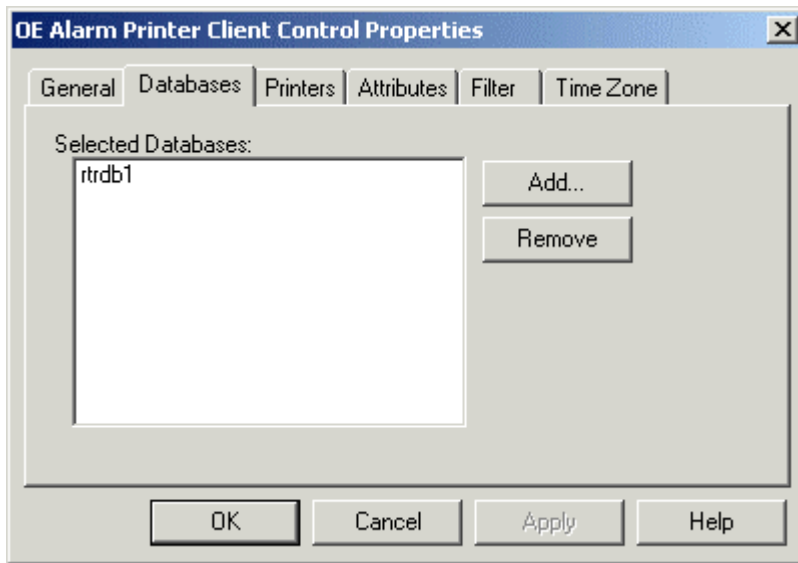 OE Alarm Printer Client Control Properties
General Databases Printers Attributes Filter Time Zone
Selected Databases:
rtrdb1
Add...
Remove
OK Cancel Apply Help